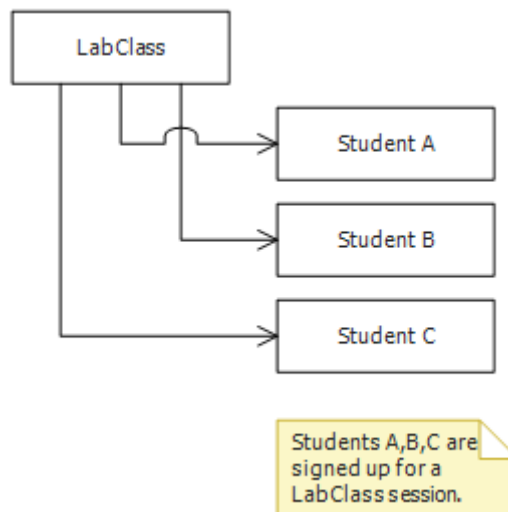 LabClass
Student A
Student B
Student C
Students A,B,C are
signed up for a
LabClass session.